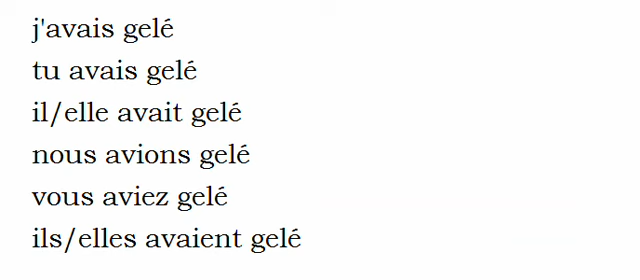 j'avais gelé
tu avais gelé
il/elle avait gelé
nous avions gelé
vous aviez gelé
ils/elles avaient gelé